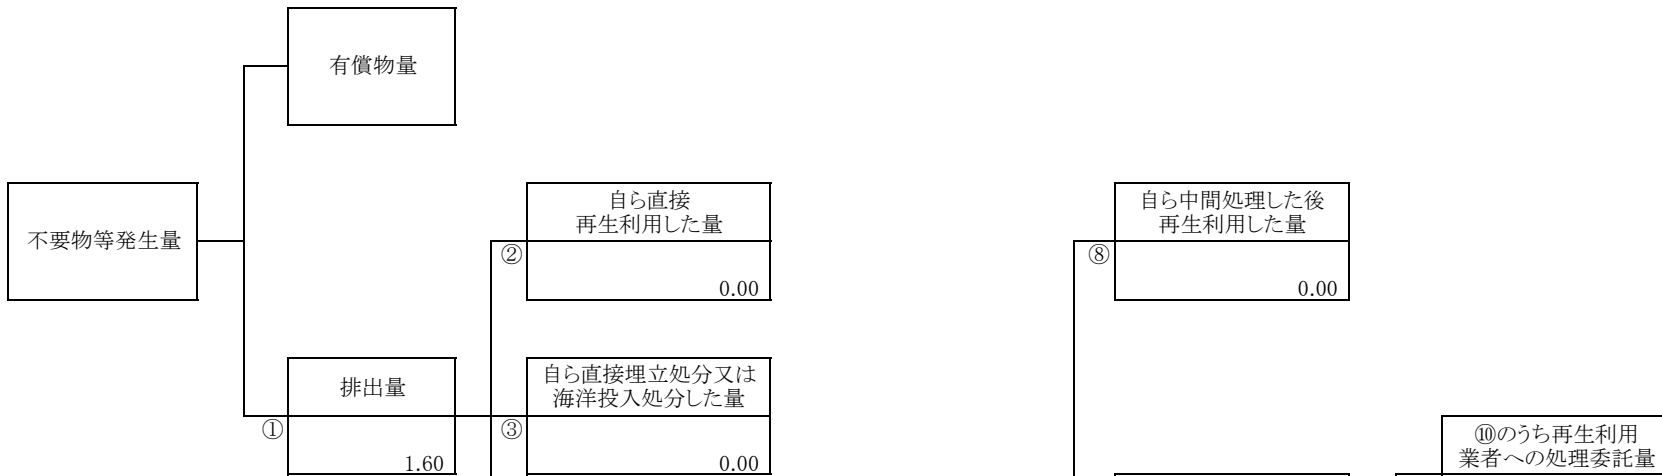 有償物量
不要物等発生量
自ら直接
再生利用した量
②
0.00
自ら中間処理した後
再生利用した量
⑧
0.00
排出量
①
1.60
自ら直接埋立処分又は
海洋投入処分した量
③
0.00
⑩のうち再生利用
業者への処理委託量